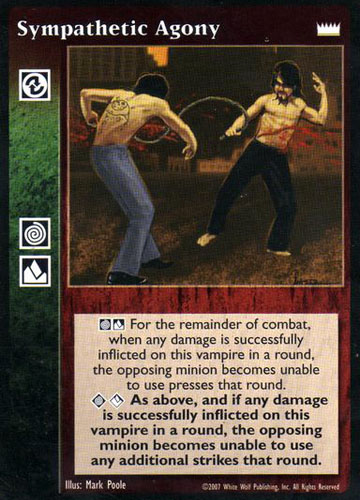 Sympathetic Agony
For the remainder of combat,
when any damage is successfully
inflicted on this vampire in a round,
the opposing minion becomes unable
to use presses that round.
As above, and if any damage
is successfully inflicted on this
vampire in a round, the opposing
minion becomes unable to use
any additional strikes that round.
Illus: Mark Poole
©2007 White Wolf Publishing, Inc. All Rights Reserved